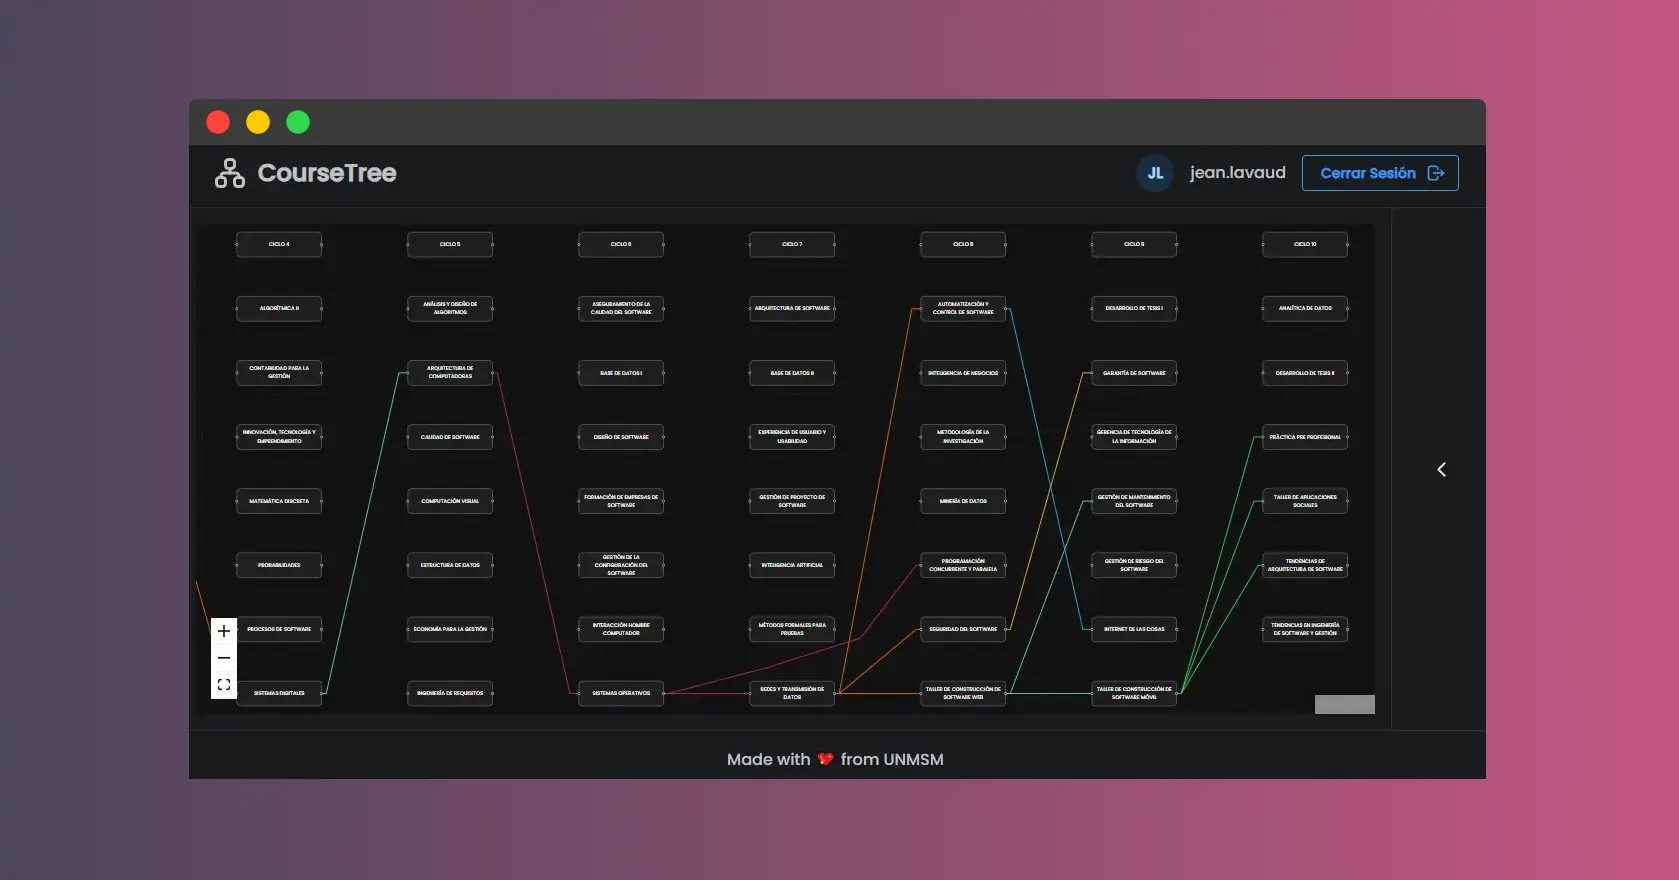 CourseTree
JL
jean.lavaud
Cerrar Sesión
CICLO 4
CICLO 5
CICLO 6
CICLO 7
CICLO 8
CICLO 9
CICLO 10
ALGORÍTMICA II
ANÁLISIS Y DISEÑO DE
ALGORITMOS
ASEGURAMIENTO DE LA
CALIDAD DEL SOFTWARE
ARQUITECTURA DE SOFTWARE
AUTOMATIZACIÓN Y
CONTROL DE SOFTWARE
DESARROLLO DE TESIS I
ANALÍTICA DE DATOS
CONTABILIDAD PARA LA
GESTIÓN
ARQUITECTURA DE
COMPUTADORAS
BASE DE DATOS I
BASE DE DATOS II
INTELIGENCIA DE NEGOCIOS
GARANTÍA DE SOFTWARE
DESARROLLO DE TESIS II
INNOVACIÓN, TECNOLOGÍA Y
EMPRENDIMIENTO
CALIDAD DE SOFTWARE
DISEÑO DE SOFTWARE
EXPERIENCIA DE USUARIO Y
USABILIDAD
METODOLOGÍA DE LA
INVESTIGACIÓN
GERENCIA DE TECNOLOGÍA DE
LA INFORMACIÓN
PRÁCTICA PRE PROFESIONAL
MATEMÁTICA DISCRETA
COMPUTACIÓN VISUAL
FORMACIÓN DE EMPRESAS DE
SOFTWARE
GESTIÓN DE PROYECTO DE
SOFTWARE
MINERÍA DE DATOS
GESTIÓN DE MANTENIMIENTO
DEL SOFTWARE
TALLER DE APLICACIONES
SOCIALES
PROBABILIDADES
ESTRUCTURA DE DATOS
GESTIÓN DE LA
CONFIGURACIÓN DEL
SOFTWARE
INTELIGENCIA ARTIFICIAL
PROGRAMACIÓN
CONCURRENTE Y PARALELA
GESTIÓN DE RIESGO DEL
SOFTWARE
TENDENCIAS DE
ARQUITECTURA DE SOFTWARE
PROCESOS DE SOFTWARE
ECONOMÍA PARA LA GESTIÓN
INTERACCIÓN HOMBRE
COMPUTADOR
MÉTODOS FORMALES PARA
PRUEBAS
SEGURIDAD DEL SOFTWARE
INTERNET DE LAS COSAS
TENDENCIAS EN INGENIERÍA
DE SOFTWARE Y GESTIÓN
SISTEMAS DIGITALES
INGENIERÍA DE REQUISITOS
SISTEMAS OPERATIVOS
REDES Y TRANSMISIÓN DE
DATOS
TALLER DE CONSTRUCCIÓN DE
SOFTWARE WEB
TALLER DE CONSTRUCCIÓN DE
SOFTWARE MÓVIL
Made with 💖 from UNMSM